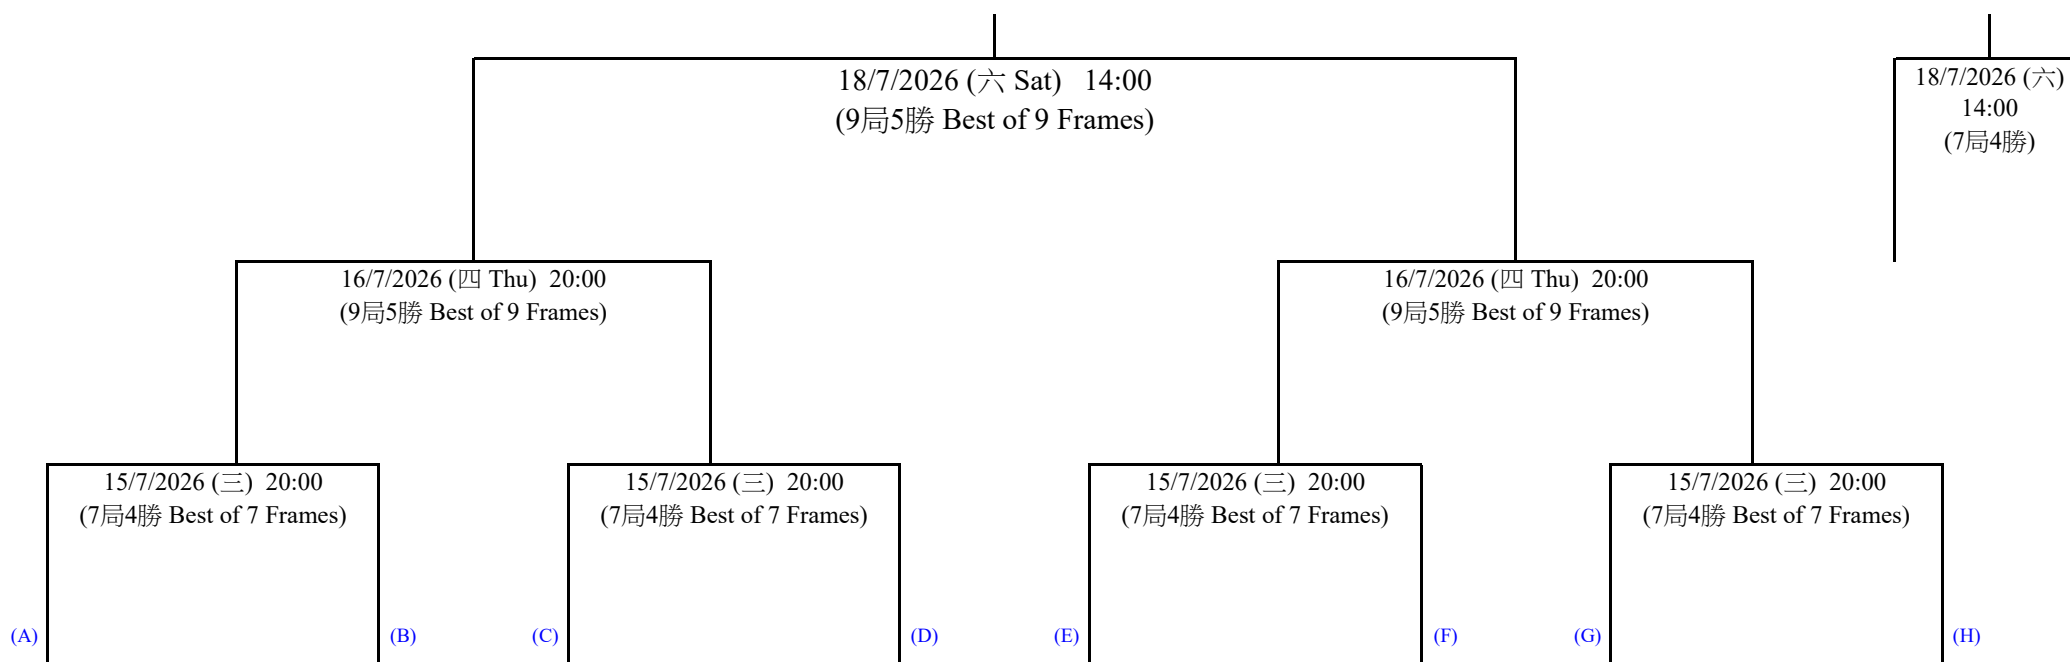 18/7/2026 (六 Sat)   14:00
(9局5勝 Best of 9 Frames)
18/7/2026 (六)
14:00
(7局4勝)
16/7/2026 (四 Thu)  20:00
(9局5勝 Best of 9 Frames)
16/7/2026 (四 Thu)  20:00
(9局5勝 Best of 9 Frames)
15/7/2026 (三)  20:00
(7局4勝 Best of 7 Frames)
15/7/2026 (三)  20:00
(7局4勝 Best of 7 Frames)
15/7/2026 (三)  20:00
(7局4勝 Best of 7 Frames)
15/7/2026 (三)  20:00
(7局4勝 Best of 7 Frames)
(A)
(B)
(C)
(D)
(E)
(F)
(G)
(H)